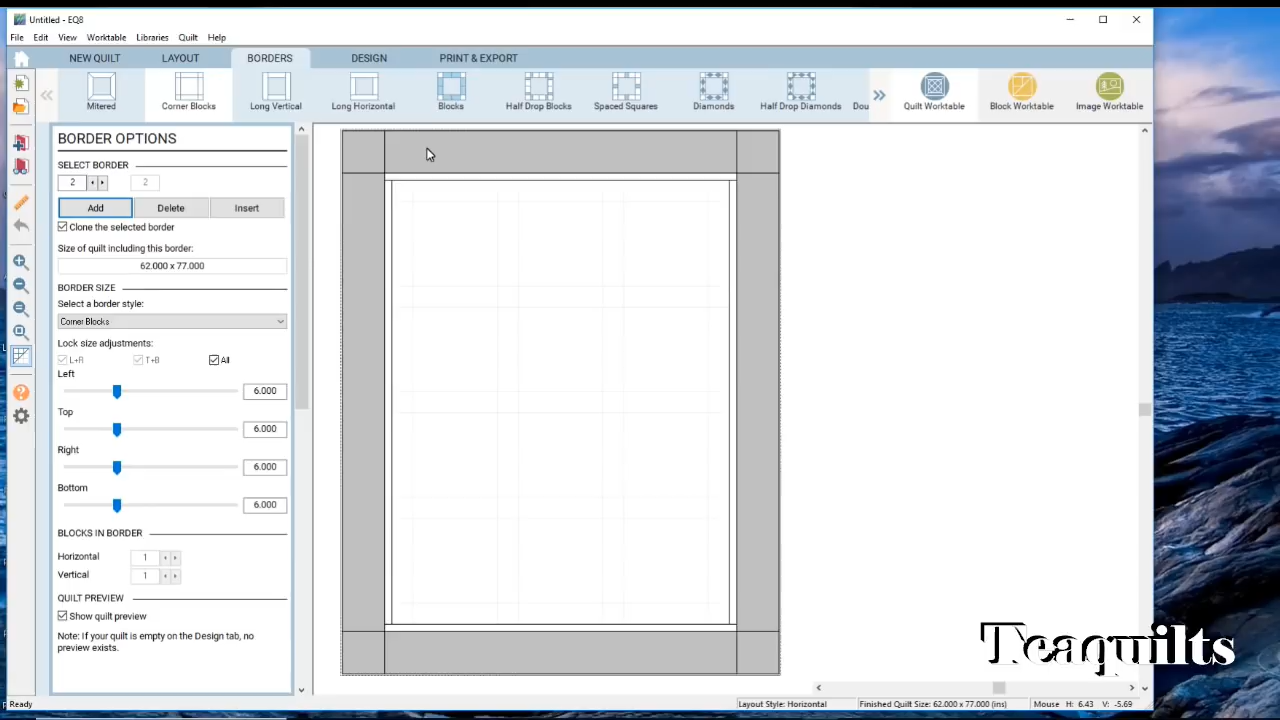 Untitled - EQ8
File Edit View Worktable Libraries Quilt Help
NEW QUILT LAYOUT BORDERS DESIGN PRINT & EXPORT
Mitered Corner Blocks Long Vertical Long Horizontal Blocks Half Drop Blocks Spaced Squares Diamonds Half Drop Diamonds Dou Quilt Worktable Block Worktable Image Worktable
BORDER OPTIONS
SELECT BORDER
2 2
Add Delete Insert
Clone the selected border
Size of quilt including this border:
62.000 x 77.000
BORDER SIZE
Select a border style:
Corner Blocks
Lock size adjustments:
L+R T+B All
Left
6.000
Top
6.000
Right
6.000
Bottom
6.000
BLOCKS IN BORDER
Horizontal 1
Vertical 1
QUILT PREVIEW
Show quilt preview
Note: If your quilt is empty on the Design tab, no
preview exists.
Teaquilts
Ready Layout Style: Horizontal Finished Quilt Size: 62.000 x 77.000 (ins) Mouse H: 6.43 V: -5.69